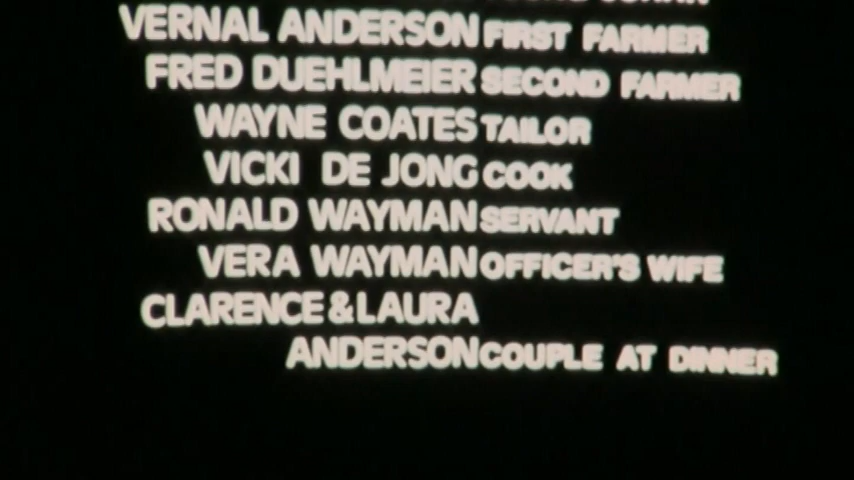 VERNAL ANDERSON FIRST FARMER
FRED DUEHLMEIER SECOND FARMER
WAYNE COATES TAILOR
VICKI DE JONG COOK
RONALD WAYMAN SERVANT
VERA WAYMAN OFFICER'S WIFE
CLARENCE & LAURA
ANDERSON COUPLE AT DINNER